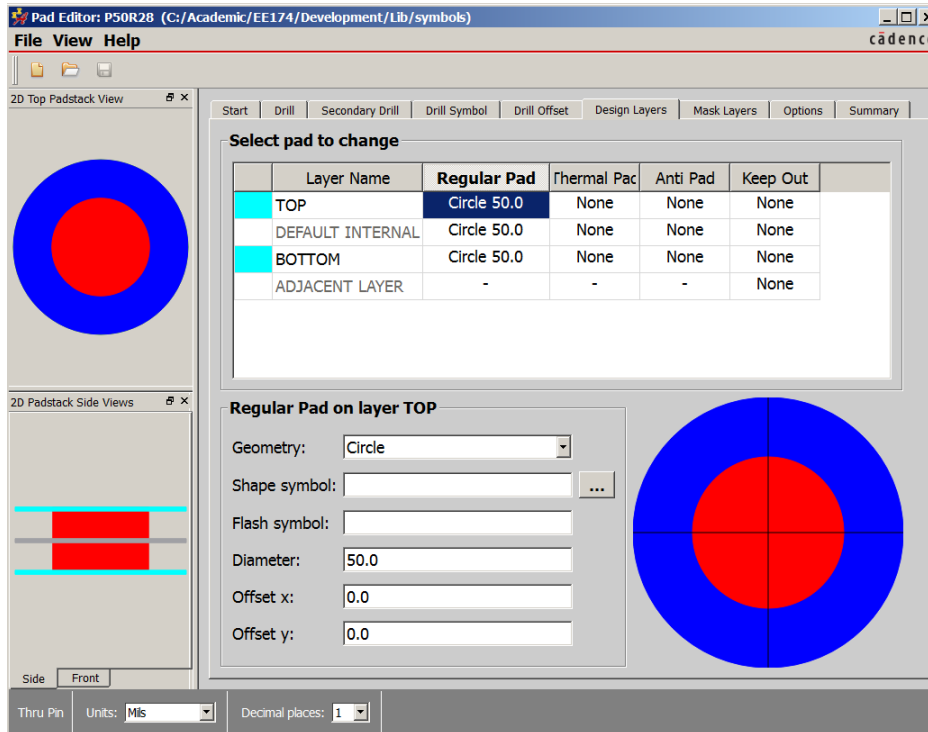 Pad Editor: P50R28 (C:/Academic/EE174/Development/Lib/symbols)
File View Help
cādence
2D Top Padstack View
Start Drill Secondary Drill Drill Symbol Drill Offset Design Layers Mask Layers Options Summary
Select pad to change
Layer Name Regular Pad Thermal Pad Anti Pad Keep Out
TOP Circle 50.0 None None None
DEFAULT INTERNAL Circle 50.0 None None None
BOTTOM Circle 50.0 None None None
ADJACENT LAYER - - - None
2D Padstack Side Views
Regular Pad on layer TOP
Geometry: Circle
Shape symbol: ...
Flash symbol:
Diameter: 50.0
Offset x: 0.0
Offset y: 0.0
Side Front
Thru Pin Units: Mils Decimal places: 1